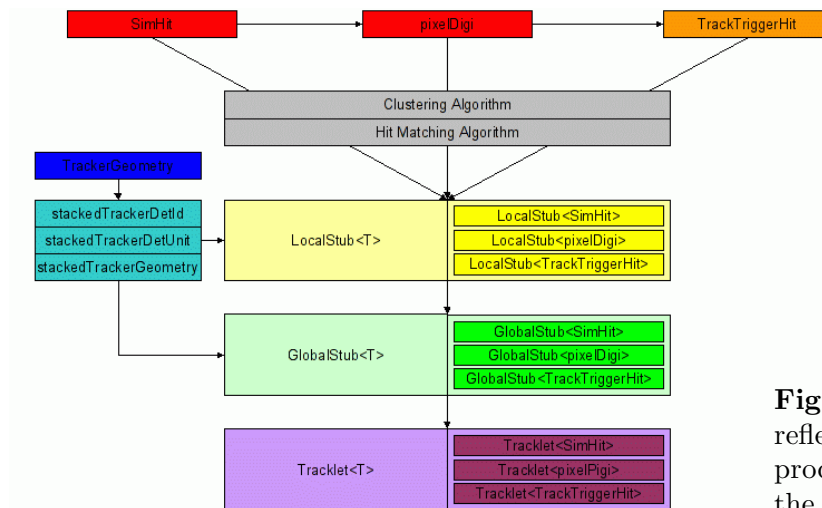 SimHit
pixelDigi
TrackTriggerHit
Clustering Algorithm
Hit Matching Algorithm
TrackerGeometry
stackedTrackerDetId
stackedTrackerDetUnit
stackedTrackerGeometry
LocalStub<T>
LocalStub<SimHit>
LocalStub<pixelDigi>
LocalStub<TrackTriggerHit>
GlobalStub<T>
GlobalStub<SimHit>
GlobalStub<pixelDigi>
GlobalStub<TrackTriggerHit>
Tracklet<T>
Tracklet<SimHit>
Tracklet<pixelPigi>
Tracklet<TrackTriggerHit>
Fig
refle
proc
the